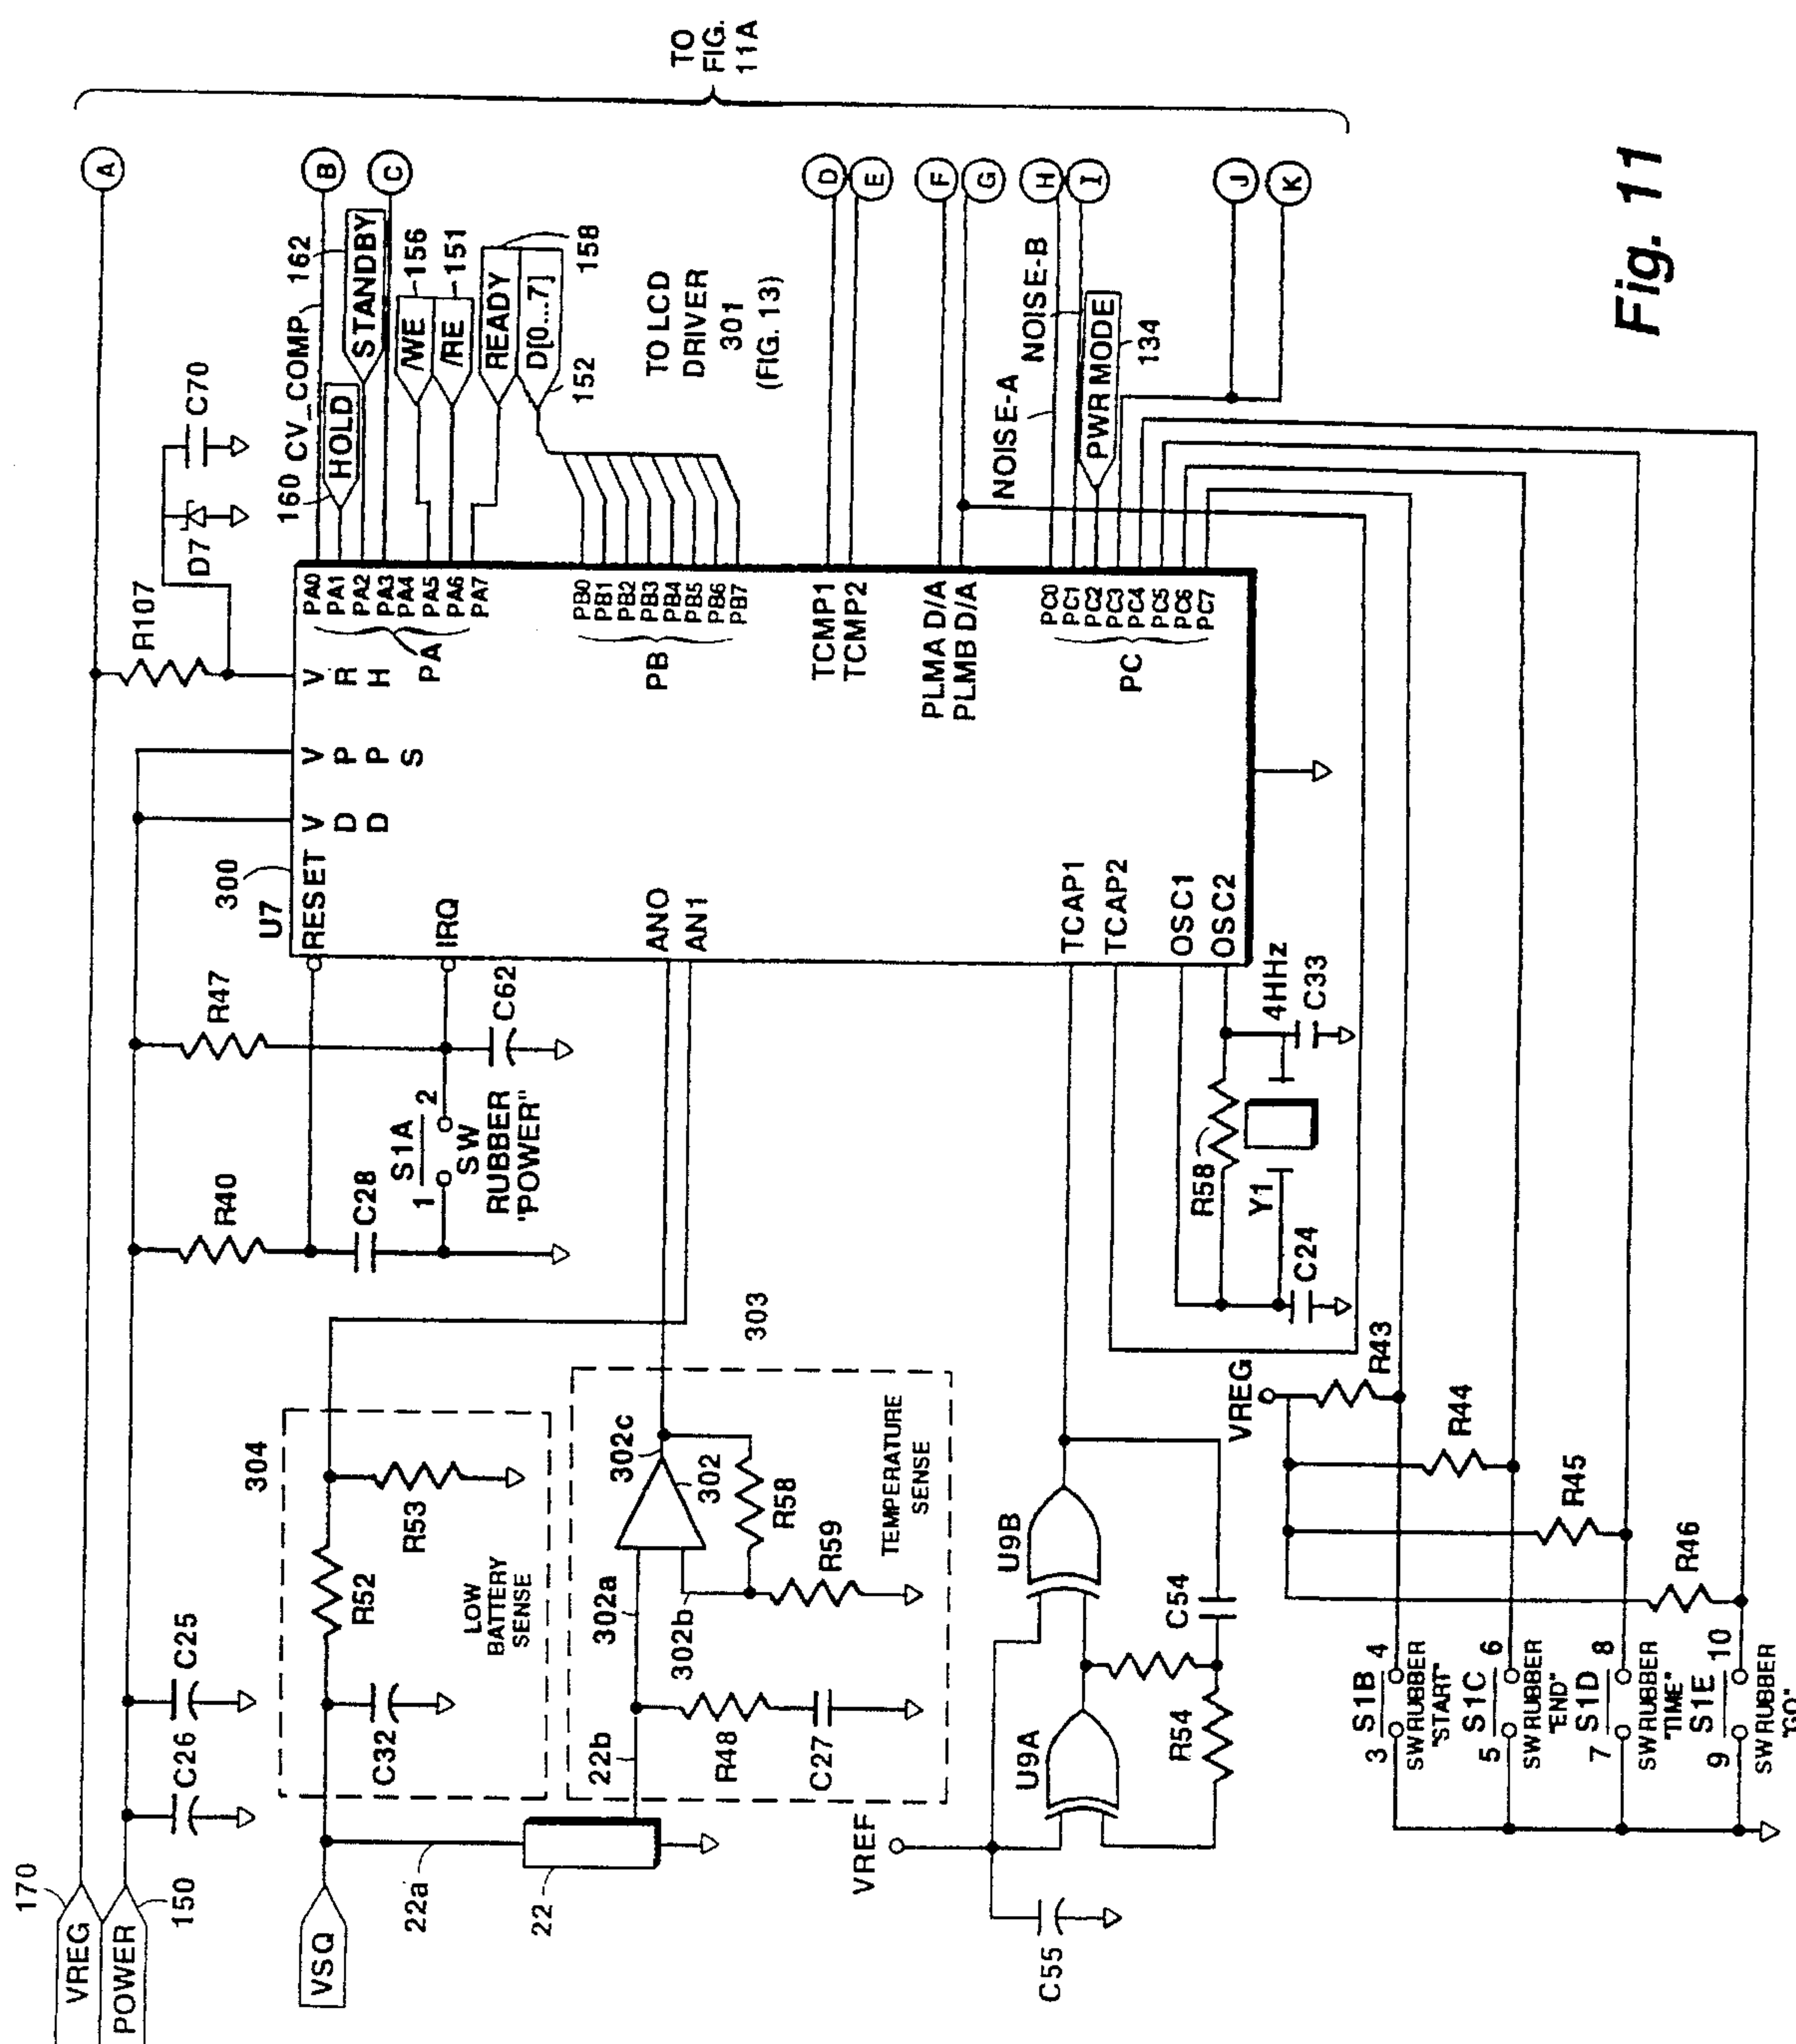 170
VREG
POWER
150
C26
C25
R40
R47
U7
300
R107
D7
C70
A
TO
FIG.
11A
VSQ
22a
22
304
C32
R52
R53
LOW
BATTERY
SENSE
C28
1
S1A
2
SW
RUBBER
"POWER"
C62
RESET
IRQ
ANO
AN1
V
D
D
V
P
P
S
V
R
H
PA0
PA1
PA2
PA3
PA4
PA5
PA6
PA7
PA
160
CV_COMP
162
HOLD
STANDBY
/WE
156
/RE
151
READY
158
D[0...7]
152
B
C
PB0
PB1
PB2
PB3
PB4
PB5
PB6
PB7
PB
TO LCD
DRIVER
301
(FIG. 13)
22b
302a
302b
302c
302
R48
C27
R58
R59
TEMPERATURE
SENSE
303
TCMP1
TCMP2
D
E
PLMA D/A
PLMB D/A
F
G
NOISE-A
NOISE-B
H
I
PWR MODE
134
PC0
PC1
PC2
PC3
PC4
PC5
PC6
PC7
PC
J
K
VREF
C55
U9A
U9B
R54
C54
TCAP1
TCAP2
OSC1
OSC2
R58
Y1
4HHz
C24
C33
VREG
R43
R44
R45
R46
3
S1B
4
SW RUBBER
"START"
5
S1C
6
SW RUBBER
"END"
7
S1D
8
SW RUBBER
"TIME"
9
S1E
10
SW RUBBER
"GO"
Fig. 11